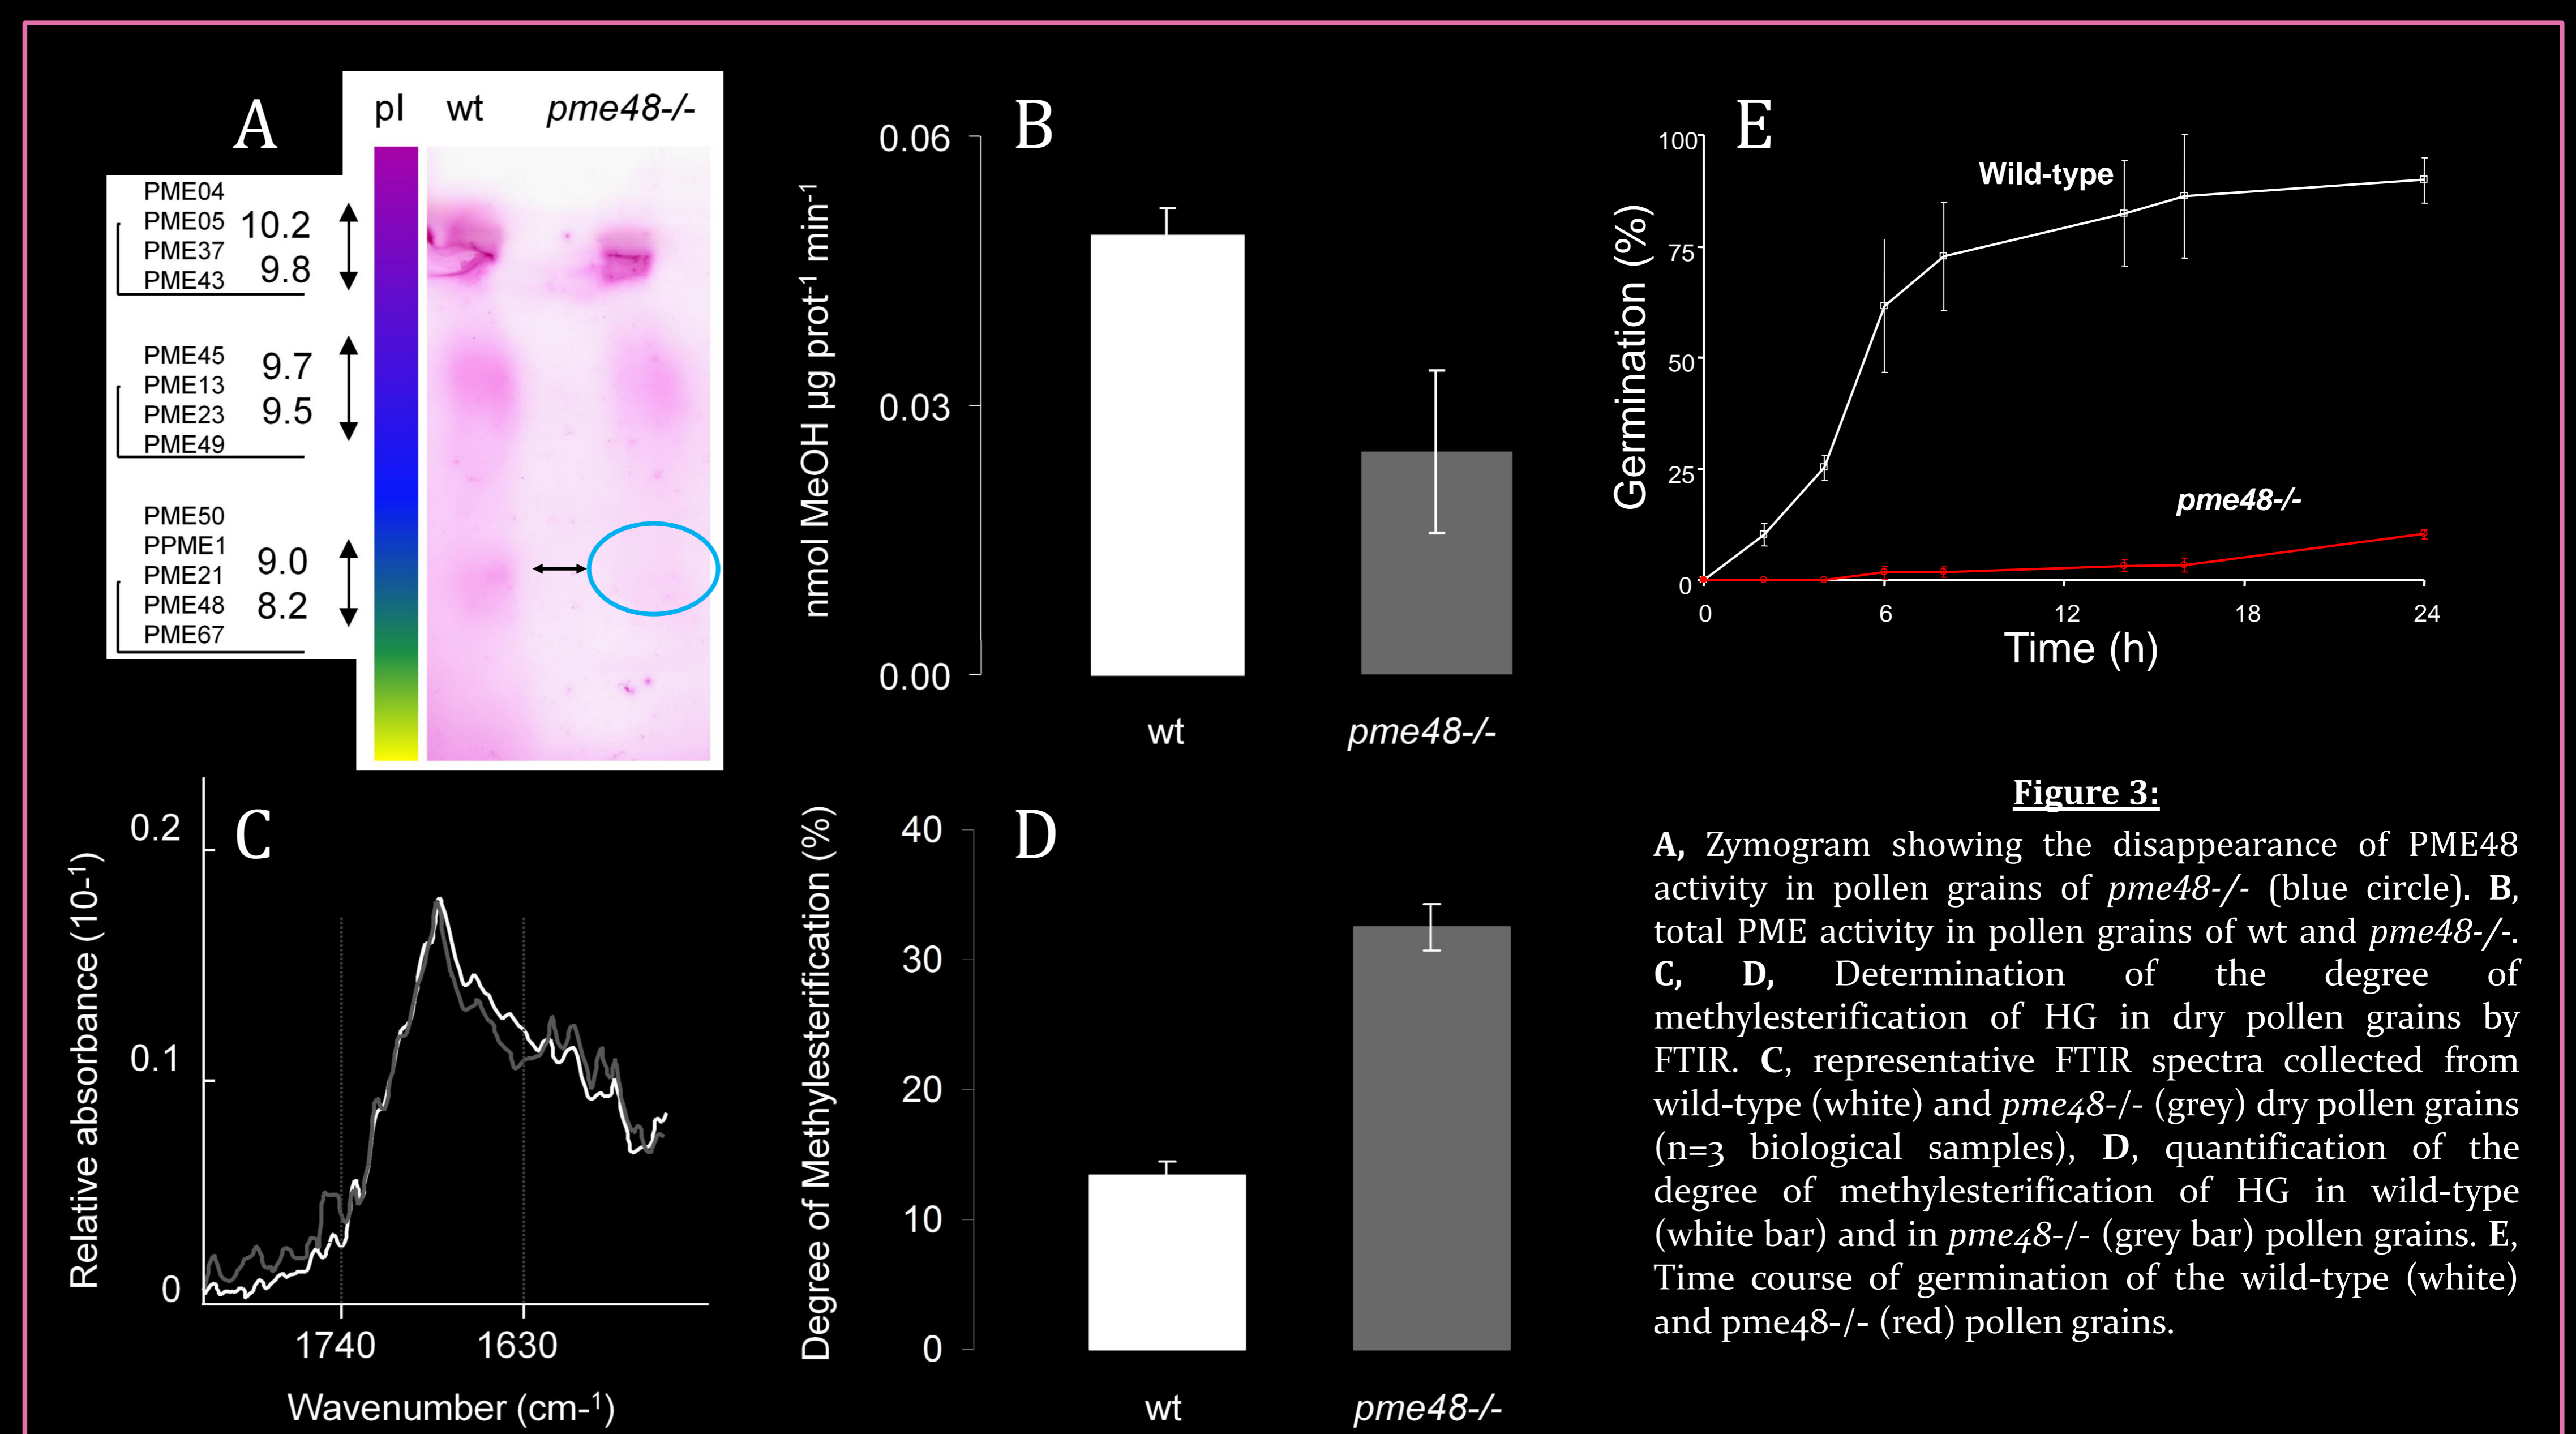 A
pI wt pme48-/-
PME04
PME05
PME37
PME43
10.2
9.8
PME45
PME13
PME23
PME49
9.7
9.5
PME50
PPME1
PME21
PME48
PME67
9.0
8.2
B
nmol MeOH µg prot-1 min-1
0.06
0.03
0.00
wt pme48-/-
E
Germination (%)
100
75
50
25
0
Wild-type
pme48-/-
0 6 12 18 24
Time (h)
C
Relative absorbance (10-1)
0.2
0.1
0
1740 1630
Wavenumber (cm-1)
D
Degree of Methylesterification (%)
40
30
20
10
0
wt pme48-/-
Figure 3:
A, Zymogram showing the disappearance of PME48
activity in pollen grains of pme48-/- (blue circle). B,
total PME activity in pollen grains of wt and pme48-/-.
C, D, Determination of the degree of
methylesterification of HG in dry pollen grains by
FTIR. C, representative FTIR spectra collected from
wild-type (white) and pme48-/- (grey) dry pollen grains
(n=3 biological samples), D, quantification of the
degree of methylesterification of HG in wild-type
(white bar) and in pme48-/- (grey bar) pollen grains. E,
Time course of germination of the wild-type (white)
and pme48-/- (red) pollen grains.